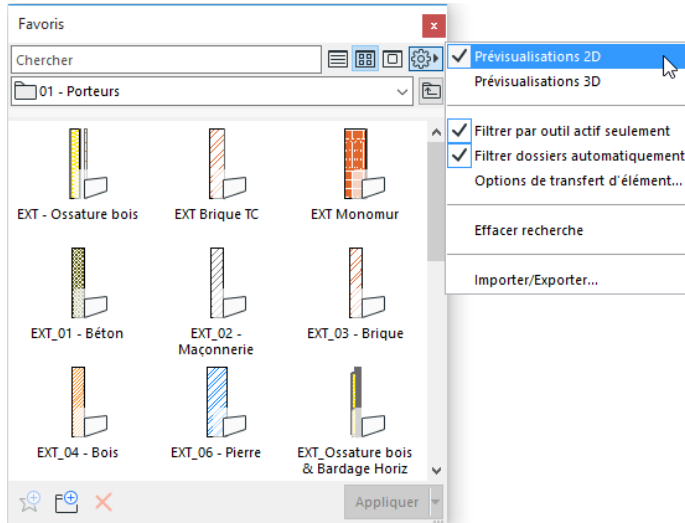 Favoris
Chercher
01 - Porteurs
EXT - Ossature bois
EXT Brique TC
EXT Monomur
EXT_01 - Béton
EXT_02 -
Maçonnerie
EXT_03 - Brique
EXT_04 - Bois
EXT_06 - Pierre
EXT_Ossature bois
& Bardage Horiz
Appliquer
Prévisualisations 2D
Prévisualisations 3D
Filtrer par outil actif seulement
Filtrer dossiers automatiquement
Options de transfert d'élément...
Effacer recherche
Importer/Exporter...